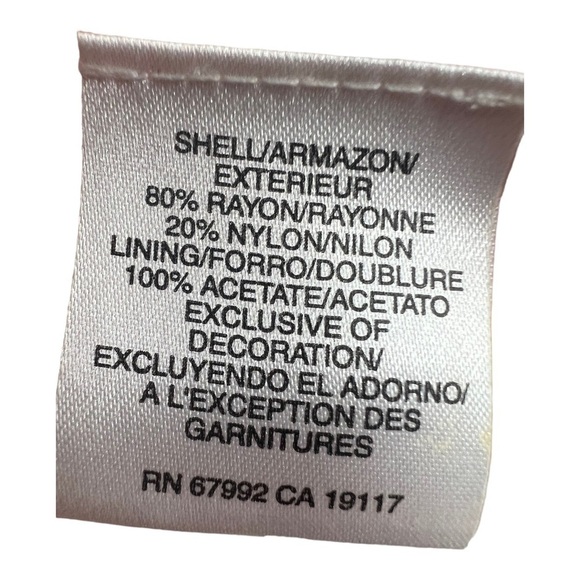 SHELL/ARMAZON/
EXTERIEUR
80% RAYON/RAYONNE
20% NYLON/NILON
LINING/FORRO/DOUBLURE
100% ACETATE/ACETATO
EXCLUSIVE OF
DECORATION/
EXCLUYENDO EL ADORNO/
A L'EXCEPTION DES
GARNITURES
RN 67992 CA 19117